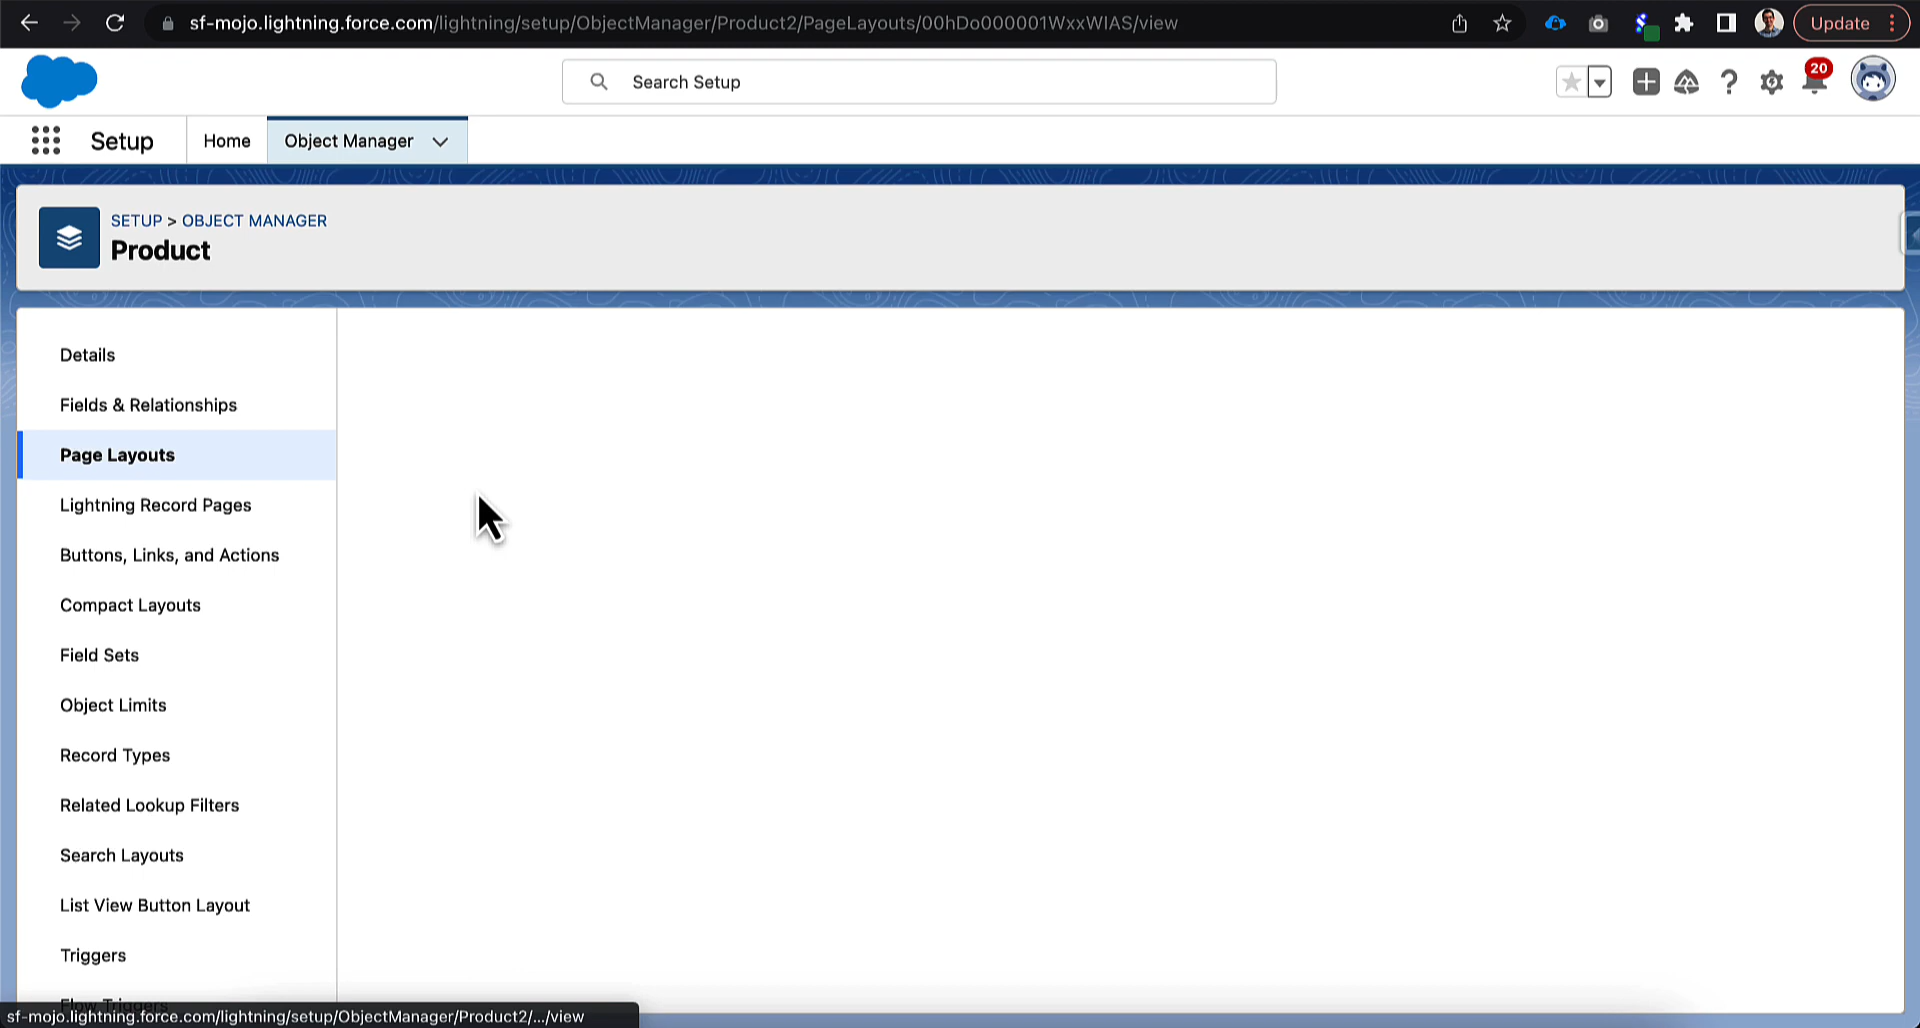 sf-mojo.lightning.force.com/lightning/setup/ObjectManager/Product2/PageLayouts/00hDo000001WxxWIAS/view
Update
Search Setup
20
Setup
Home
Object Manager
SETUP > OBJECT MANAGER
Product
Details
Fields & Relationships
Page Layouts
Lightning Record Pages
Buttons, Links, and Actions
Compact Layouts
Field Sets
Object Limits
Record Types
Related Lookup Filters
Search Layouts
List View Button Layout
Triggers
Flow Triggers
sf-mojo.lightning.force.com/lightning/setup/ObjectManager/Product2/.../view